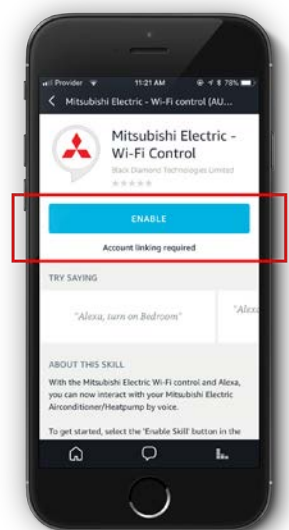 Provider 11:21 AM 78%
Mitsubishi Electric - Wi-Fi control (AU...
Mitsubishi Electric -
Wi-Fi Control
Black Diamond Technologies Limited
ENABLE
Account linking required
TRY SAYING
"Alexa, turn on Bedroom"
"Alexa
ABOUT THIS SKILL
With the Mitsubishi Electric Wi-Fi control and Alexa,
you can now interact with your Mitsubishi Electric
Airconditioner/Heatpump by voice.
To get started, select the 'Enable Skill' button in the